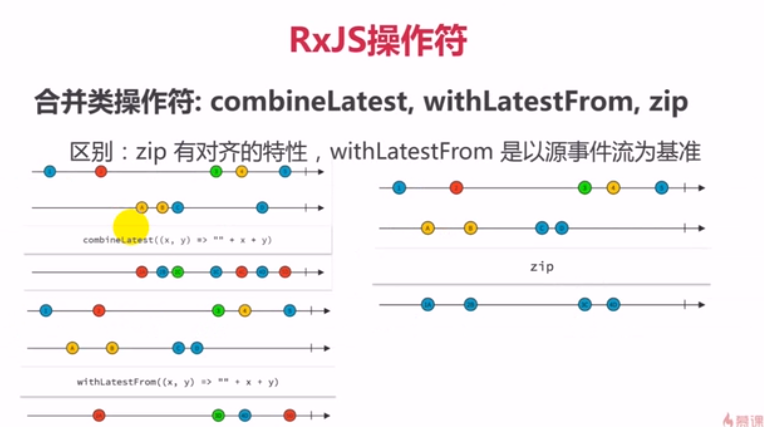 RxJS操作符
合并类操作符: combineLatest, withLatestFrom, zip
区别：zip 有对齐的特性，withLatestFrom 是以源事件流为基准
A B
combineLatest((x, y) => "" + x + y)
A B C D
withLatestFrom((x, y) => "" + x + y)
A B C D
zip
慕课